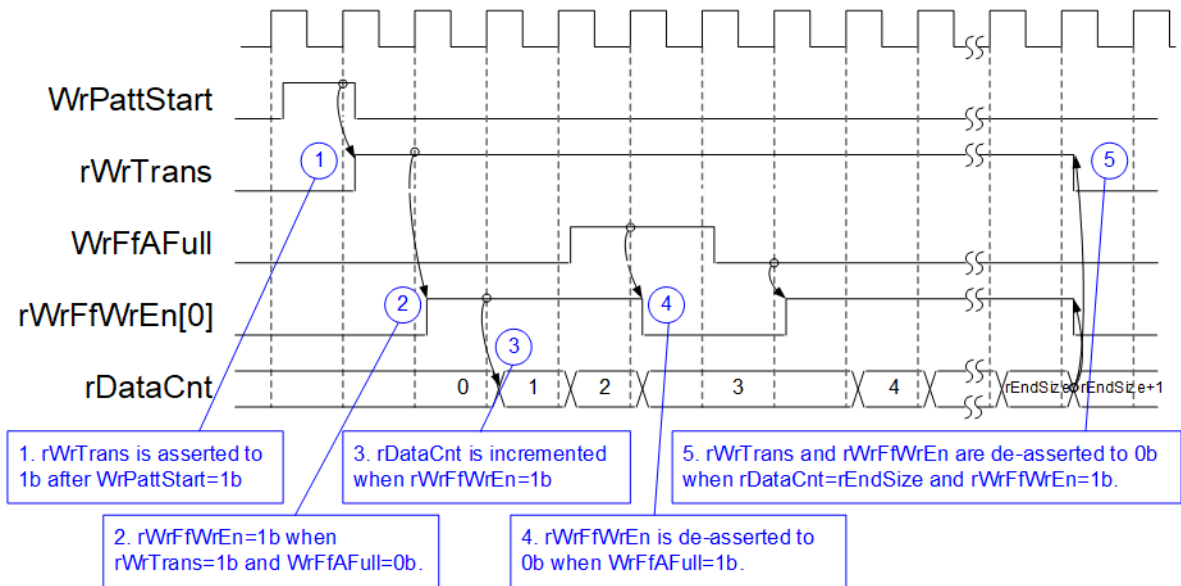 WrPattStart
1
5
rWrTrans
WrFfAFull
2
4
rWrFfWrEn[0]
3
rDataCnt
0
1
2
3
4
rEndSize
rEndSize+1
1. rWrTrans is asserted to
1b after WrPattStart=1b
3. rDataCnt is incremented
when rWrFfWrEn=1b
5. rWrTrans and rWrFfWrEn are de-asserted to 0b
when rDataCnt=rEndSize and rWrFfWrEn=1b.
2. rWrFfWrEn=1b when
rWrTrans=1b and WrFfAFull=0b.
4. rWrFfWrEn is de-asserted to
0b when WrFfAFull=1b.